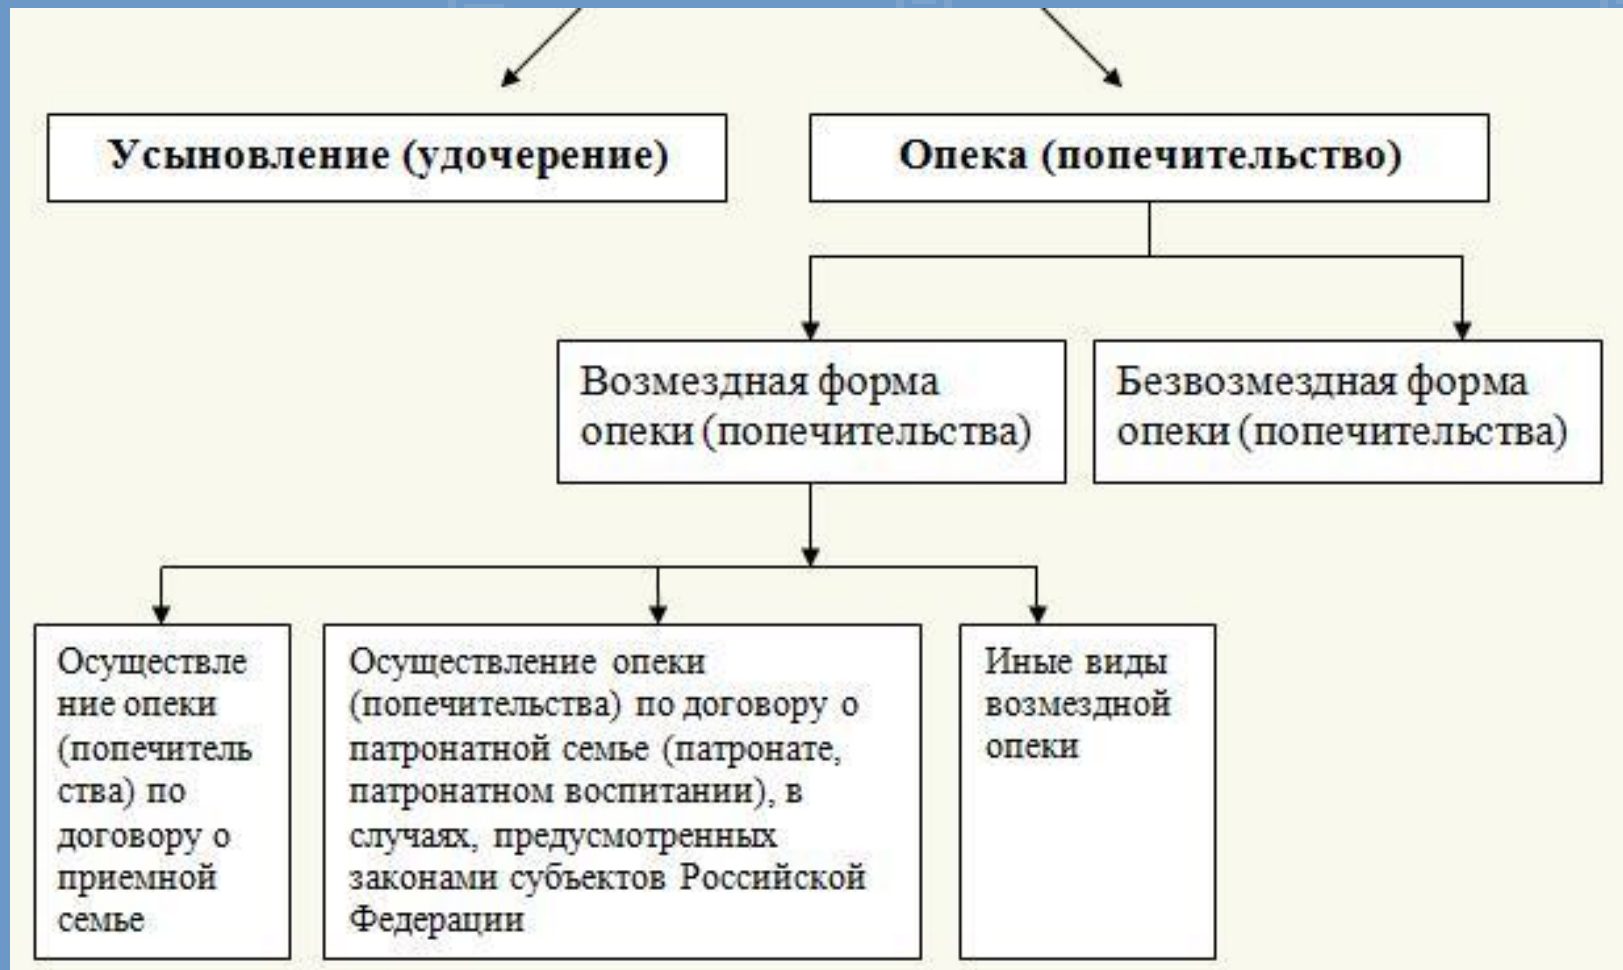 Усыновление (удочерение)
Опека (попечительство)
Возмездная форма
опеки (попечительства)
Безвозмездная форма
опеки (попечительства)
Осуществле
ние опеки
(попечитель
ства) по
договору о
приемной
семье
Осуществление опеки
(попечительства) по договору о
патронатной семье (патронате,
патронатном воспитании), в
случаях, предусмотренных
законами субъектов Российской
Федерации
Иные виды
возмездной
опеки